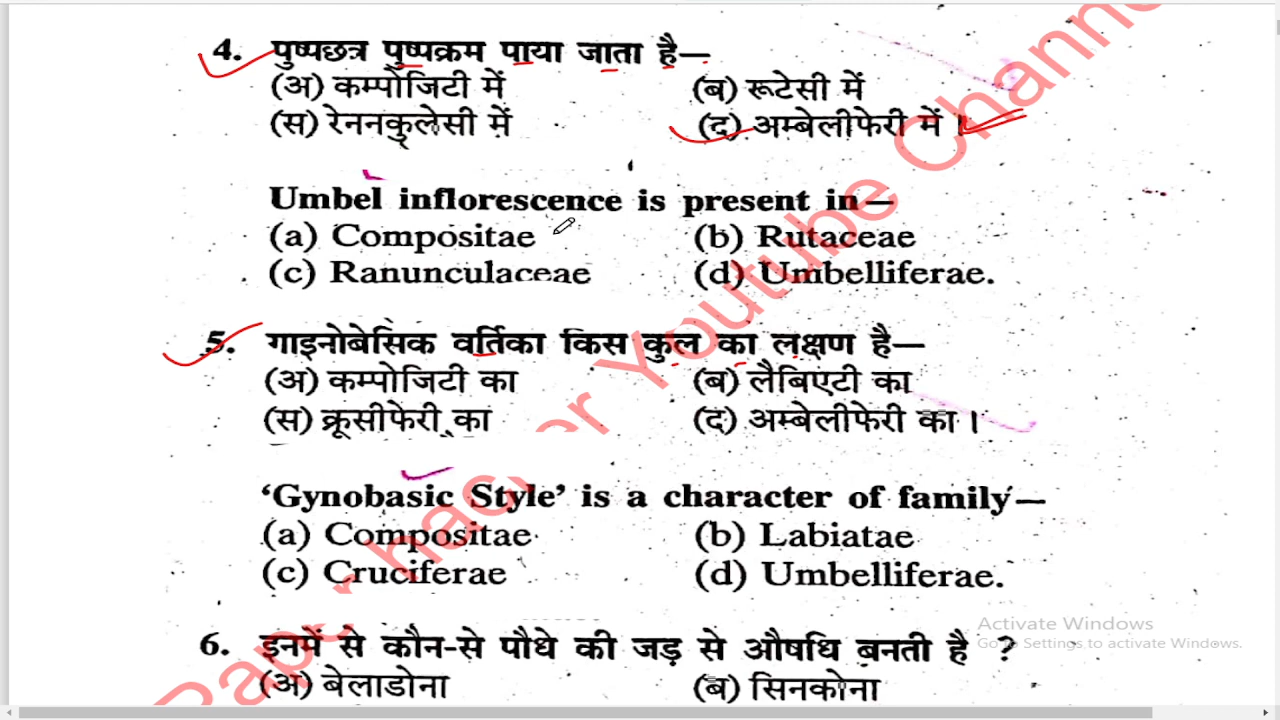 4. पुष्पछत्र पुष्पक्रम पाया जाता है—
(अ) कम्पोजिटी में (ब) रूटेसी में
(स) रेननकुलेसी में (द) अम्बेलीफेरी में।
Umbel inflorescence is present in—
(a) Compositae (b) Rutaceae
(c) Ranunculaceae (d) Umbelliferae.
5. गाइनोबेसिक वर्तिका किस कुल का लक्षण है—
(अ) कम्पोजिटी का (ब) लैबिएटी का
(स) क्रूसीफेरी का (द) अम्बेलीफेरी का।
‘Gynobasic Style’ is a character of family—
(a) Compositae (b) Labiatae
(c) Cruciferae (d) Umbelliferae.
6. इनमें से कौन-से पौधे की जड़ से औषधि बनती है ?
(अ) बेलाडोना (ब) सिनकोना
Activate Windows
Go to Settings to activate Windows.
Youtube Channe